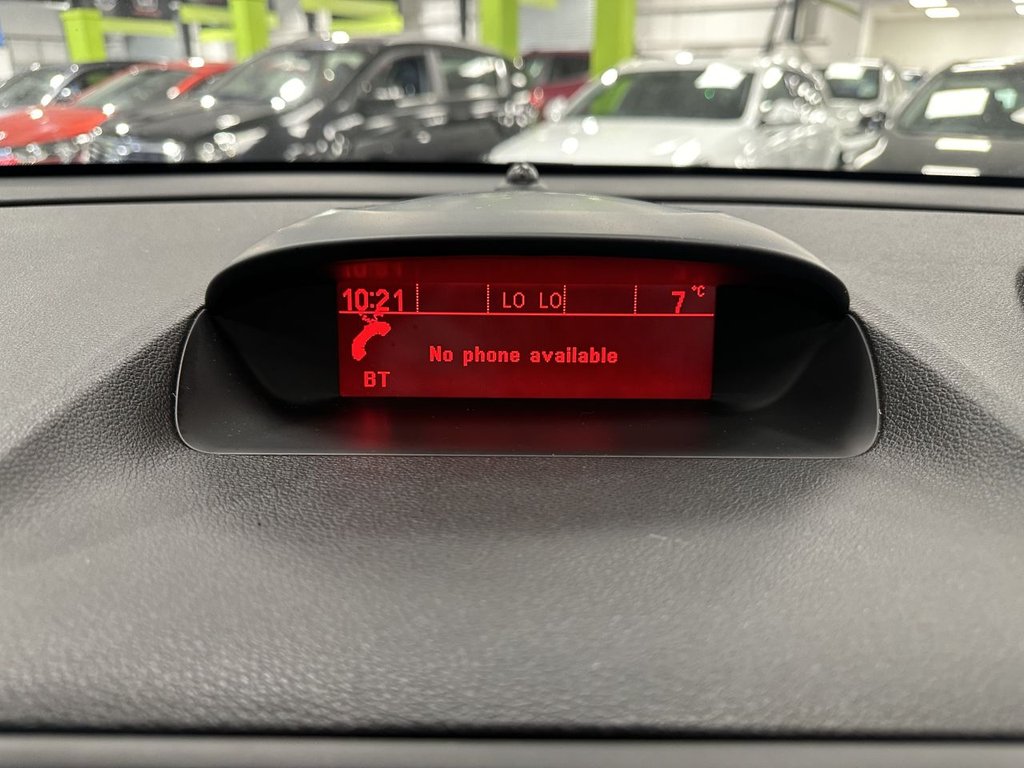 10:21 LO LO 7 °C
No phone available
BT